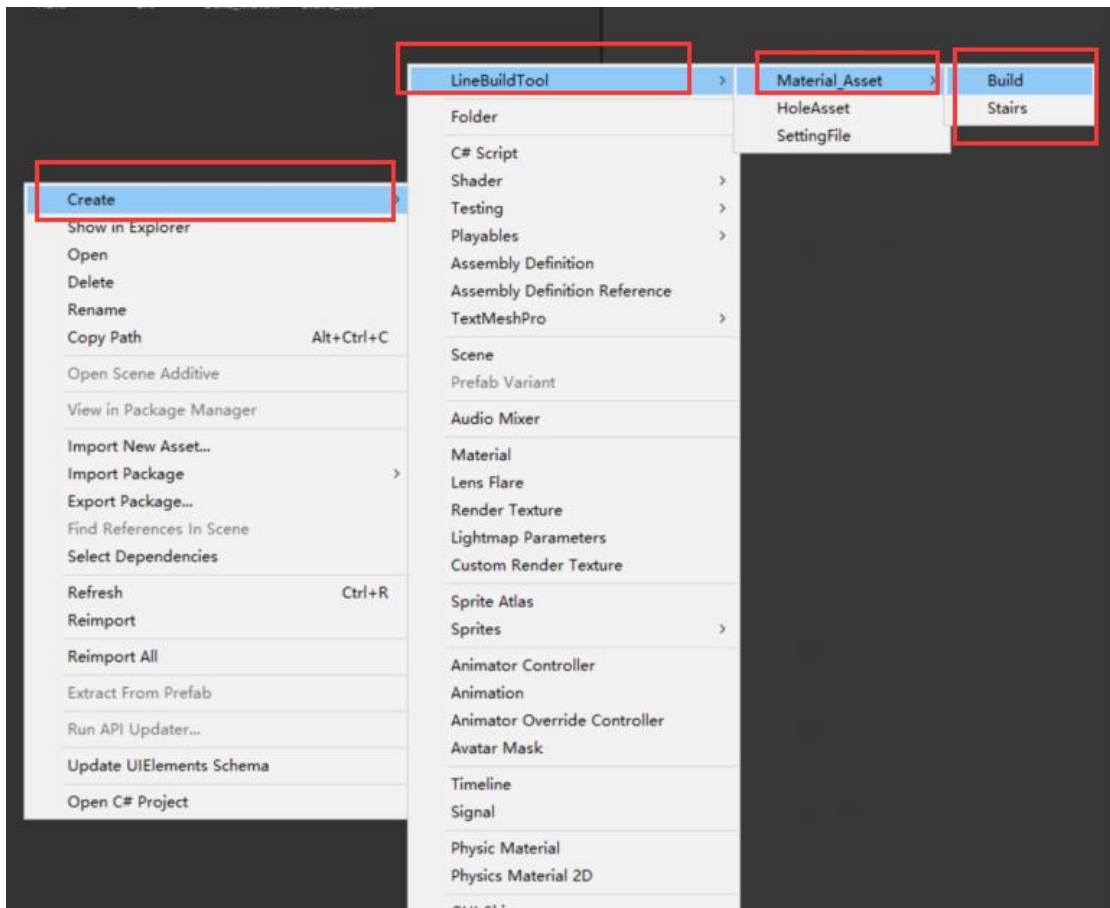 Create
Show in Explorer
Open
Delete
Rename
Copy Path Alt+Ctrl+C
Open Scene Additive
View in Package Manager
Import New Asset...
Import Package
Export Package...
Find References In Scene
Select Dependencies
Refresh Ctrl+R
Reimport
Reimport All
Extract From Prefab
Run API Updater...
Update UIElements Schema
Open C# Project
LineBuildTool
Folder
C# Script
Shader
Testing
Playables
Assembly Definition
Assembly Definition Reference
TextMeshPro
Scene
Prefab Variant
Audio Mixer
Material
Lens Flare
Render Texture
Lightmap Parameters
Custom Render Texture
Sprite Atlas
Sprites
Animator Controller
Animation
Animator Override Controller
Avatar Mask
Timeline
Signal
Physic Material
Physics Material 2D
Material_Asset
HoleAsset
SettingFile
Build
Stairs